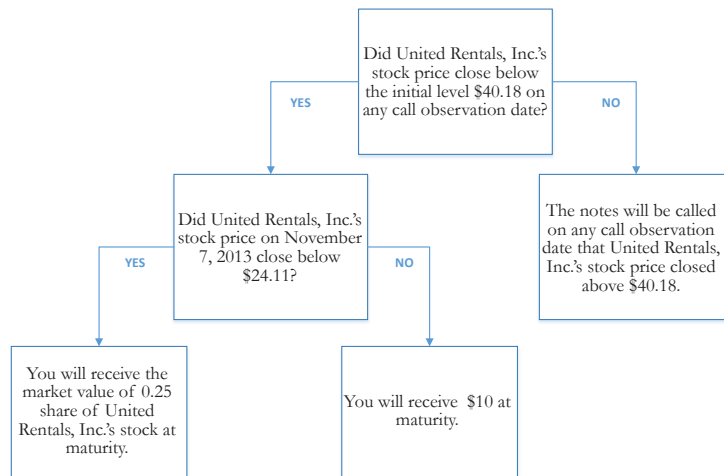 Did United Rentals, Inc.'s
stock price close below
the initial level $40.18 on
any call observation date?
YES
NO
Did United Rentals, Inc.'s
stock price on November
7, 2013 close below
$24.11?
The notes will be called
on any call observation
date that United Rentals,
Inc.'s stock price closed
above $40.18.
YES
NO
You will receive the
market value of 0.25
share of United
Rentals, Inc.'s stock at
maturity.
You will receive $10 at
maturity.